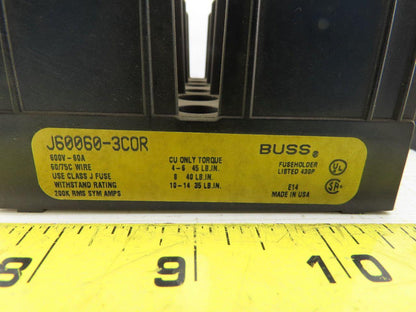 J60060-3COR
600V-60A
60/75C WIRE
USE CLASS J FUSE
WITHSTAND RATING
200K RMS SYM AMPS
CU ONLY TORQUE
4-6 45 LB.IN.
8 40 LB.IN.
10-14 35 LB.IN.
BUSS®
FUSEHOLDER
LISTED 430P
E14
MADE IN USA
UL
SA
8 9 10